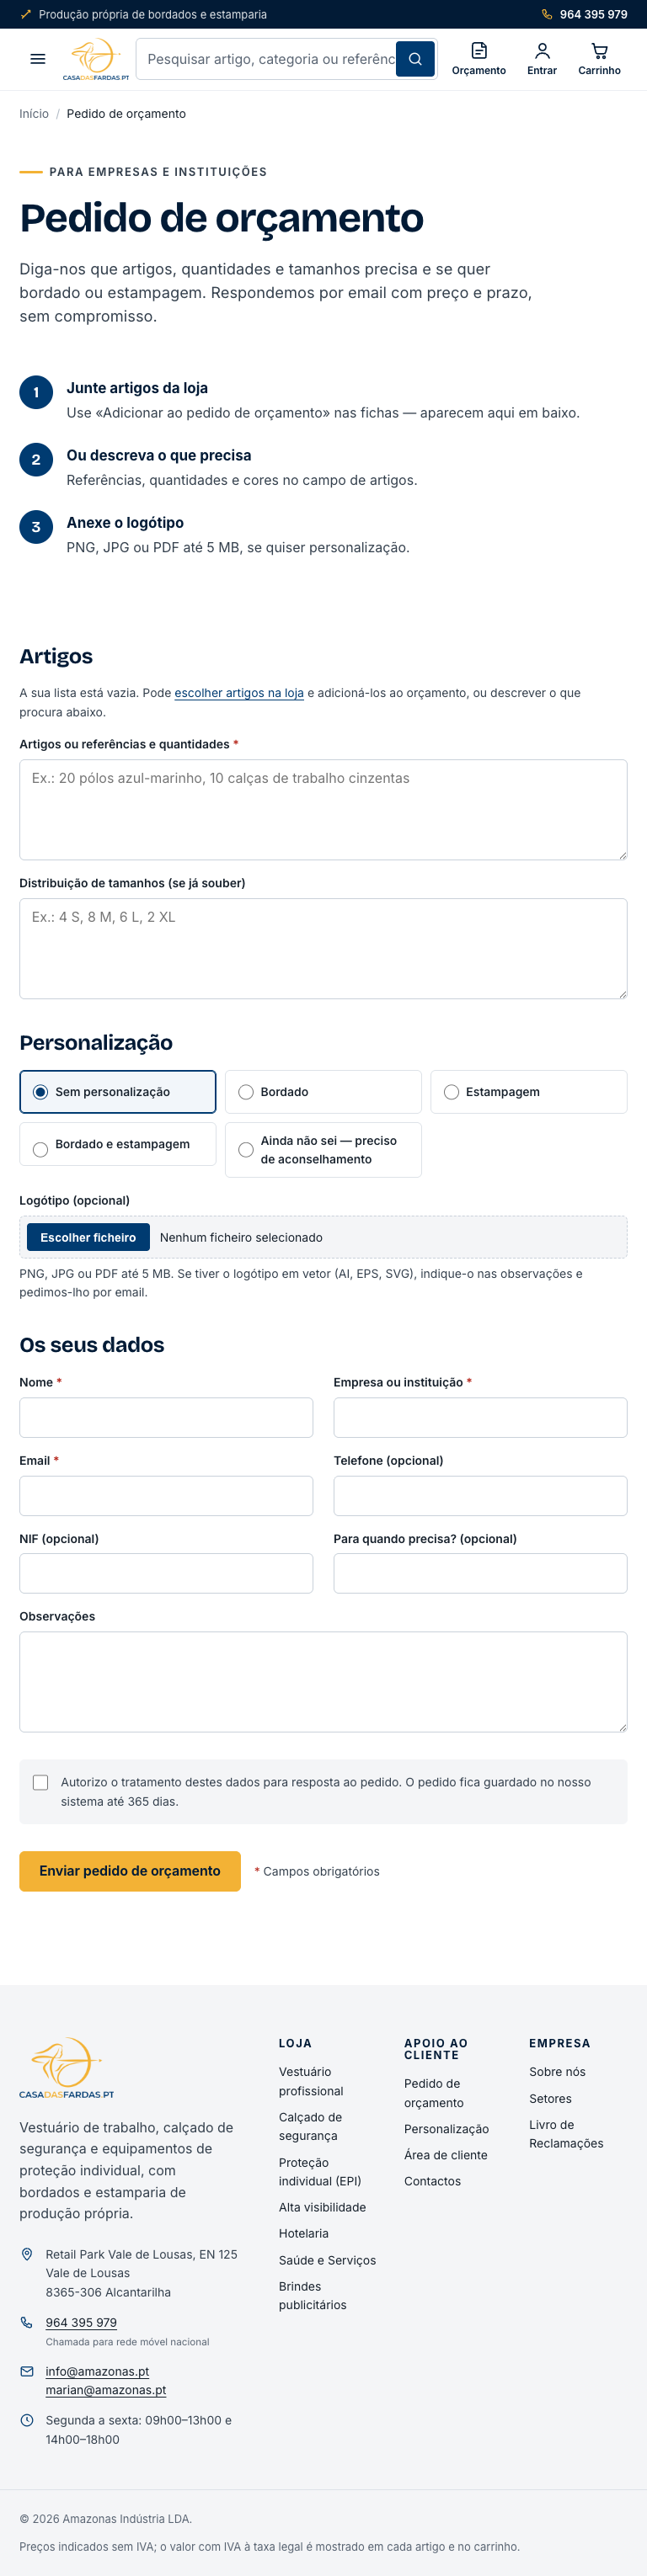 Produção própria de bordados e estamparia
964 395 979
CASADASFARDAS.PT
Pesquisar artigo, categoria ou referênc
Orçamento
Entrar
Carrinho
Início / Pedido de orçamento
PARA EMPRESAS E INSTITUIÇÕES
Pedido de orçamento
Diga-nos que artigos, quantidades e tamanhos precisa e se quer
bordado ou estampagem. Respondemos por email com preço e prazo,
sem compromisso.
1
Junte artigos da loja
Use «Adicionar ao pedido de orçamento» nas fichas — aparecem aqui em baixo.
2
Ou descreva o que precisa
Referências, quantidades e cores no campo de artigos.
3
Anexe o logótipo
PNG, JPG ou PDF até 5 MB, se quiser personalização.
Artigos
A sua lista está vazia. Pode escolher artigos na loja e adicioná-los ao orçamento, ou descrever o que
procura abaixo.
Artigos ou referências e quantidades *
Ex.: 20 pólos azul-marinho, 10 calças de trabalho cinzentas
Distribuição de tamanhos (se já souber)
Ex.: 4 S, 8 M, 6 L, 2 XL
Personalização
Sem personalização
Bordado
Estampagem
Bordado e estampagem
Ainda não sei — preciso
de aconselhamento
Logótipo (opcional)
Escolher ficheiro
Nenhum ficheiro selecionado
PNG, JPG ou PDF até 5 MB. Se tiver o logótipo em vetor (AI, EPS, SVG), indique-o nas observações e
pedimos-lho por email.
Os seus dados
Nome *
Empresa ou instituição *
Email *
Telefone (opcional)
NIF (opcional)
Para quando precisa? (opcional)
Observações
Autorizo o tratamento destes dados para resposta ao pedido. O pedido fica guardado no nosso
sistema até 365 dias.
Enviar pedido de orçamento
* Campos obrigatórios
CASADASFARDAS.PT
Vestuário de trabalho, calçado de
segurança e equipamentos de
proteção individual, com
bordados e estamparia de
produção própria.
Retail Park Vale de Lousas, EN 125
Vale de Lousas
8365-306 Alcantarilha
964 395 979
Chamada para rede móvel nacional
info@amazonas.pt
marian@amazonas.pt
Segunda a sexta: 09h00–13h00 e
14h00–18h00
LOJA
Vestuário
profissional
Calçado de
segurança
Proteção
individual (EPI)
Alta visibilidade
Hotelaria
Saúde e Serviços
Brindes
publicitários
APOIO AO
CLIENTE
Pedido de
orçamento
Personalização
Área de cliente
Contactos
EMPRESA
Sobre nós
Setores
Livro de
Reclamações
© 2026 Amazonas Indústria LDA.
Preços indicados sem IVA; o valor com IVA à taxa legal é mostrado em cada artigo e no carrinho.